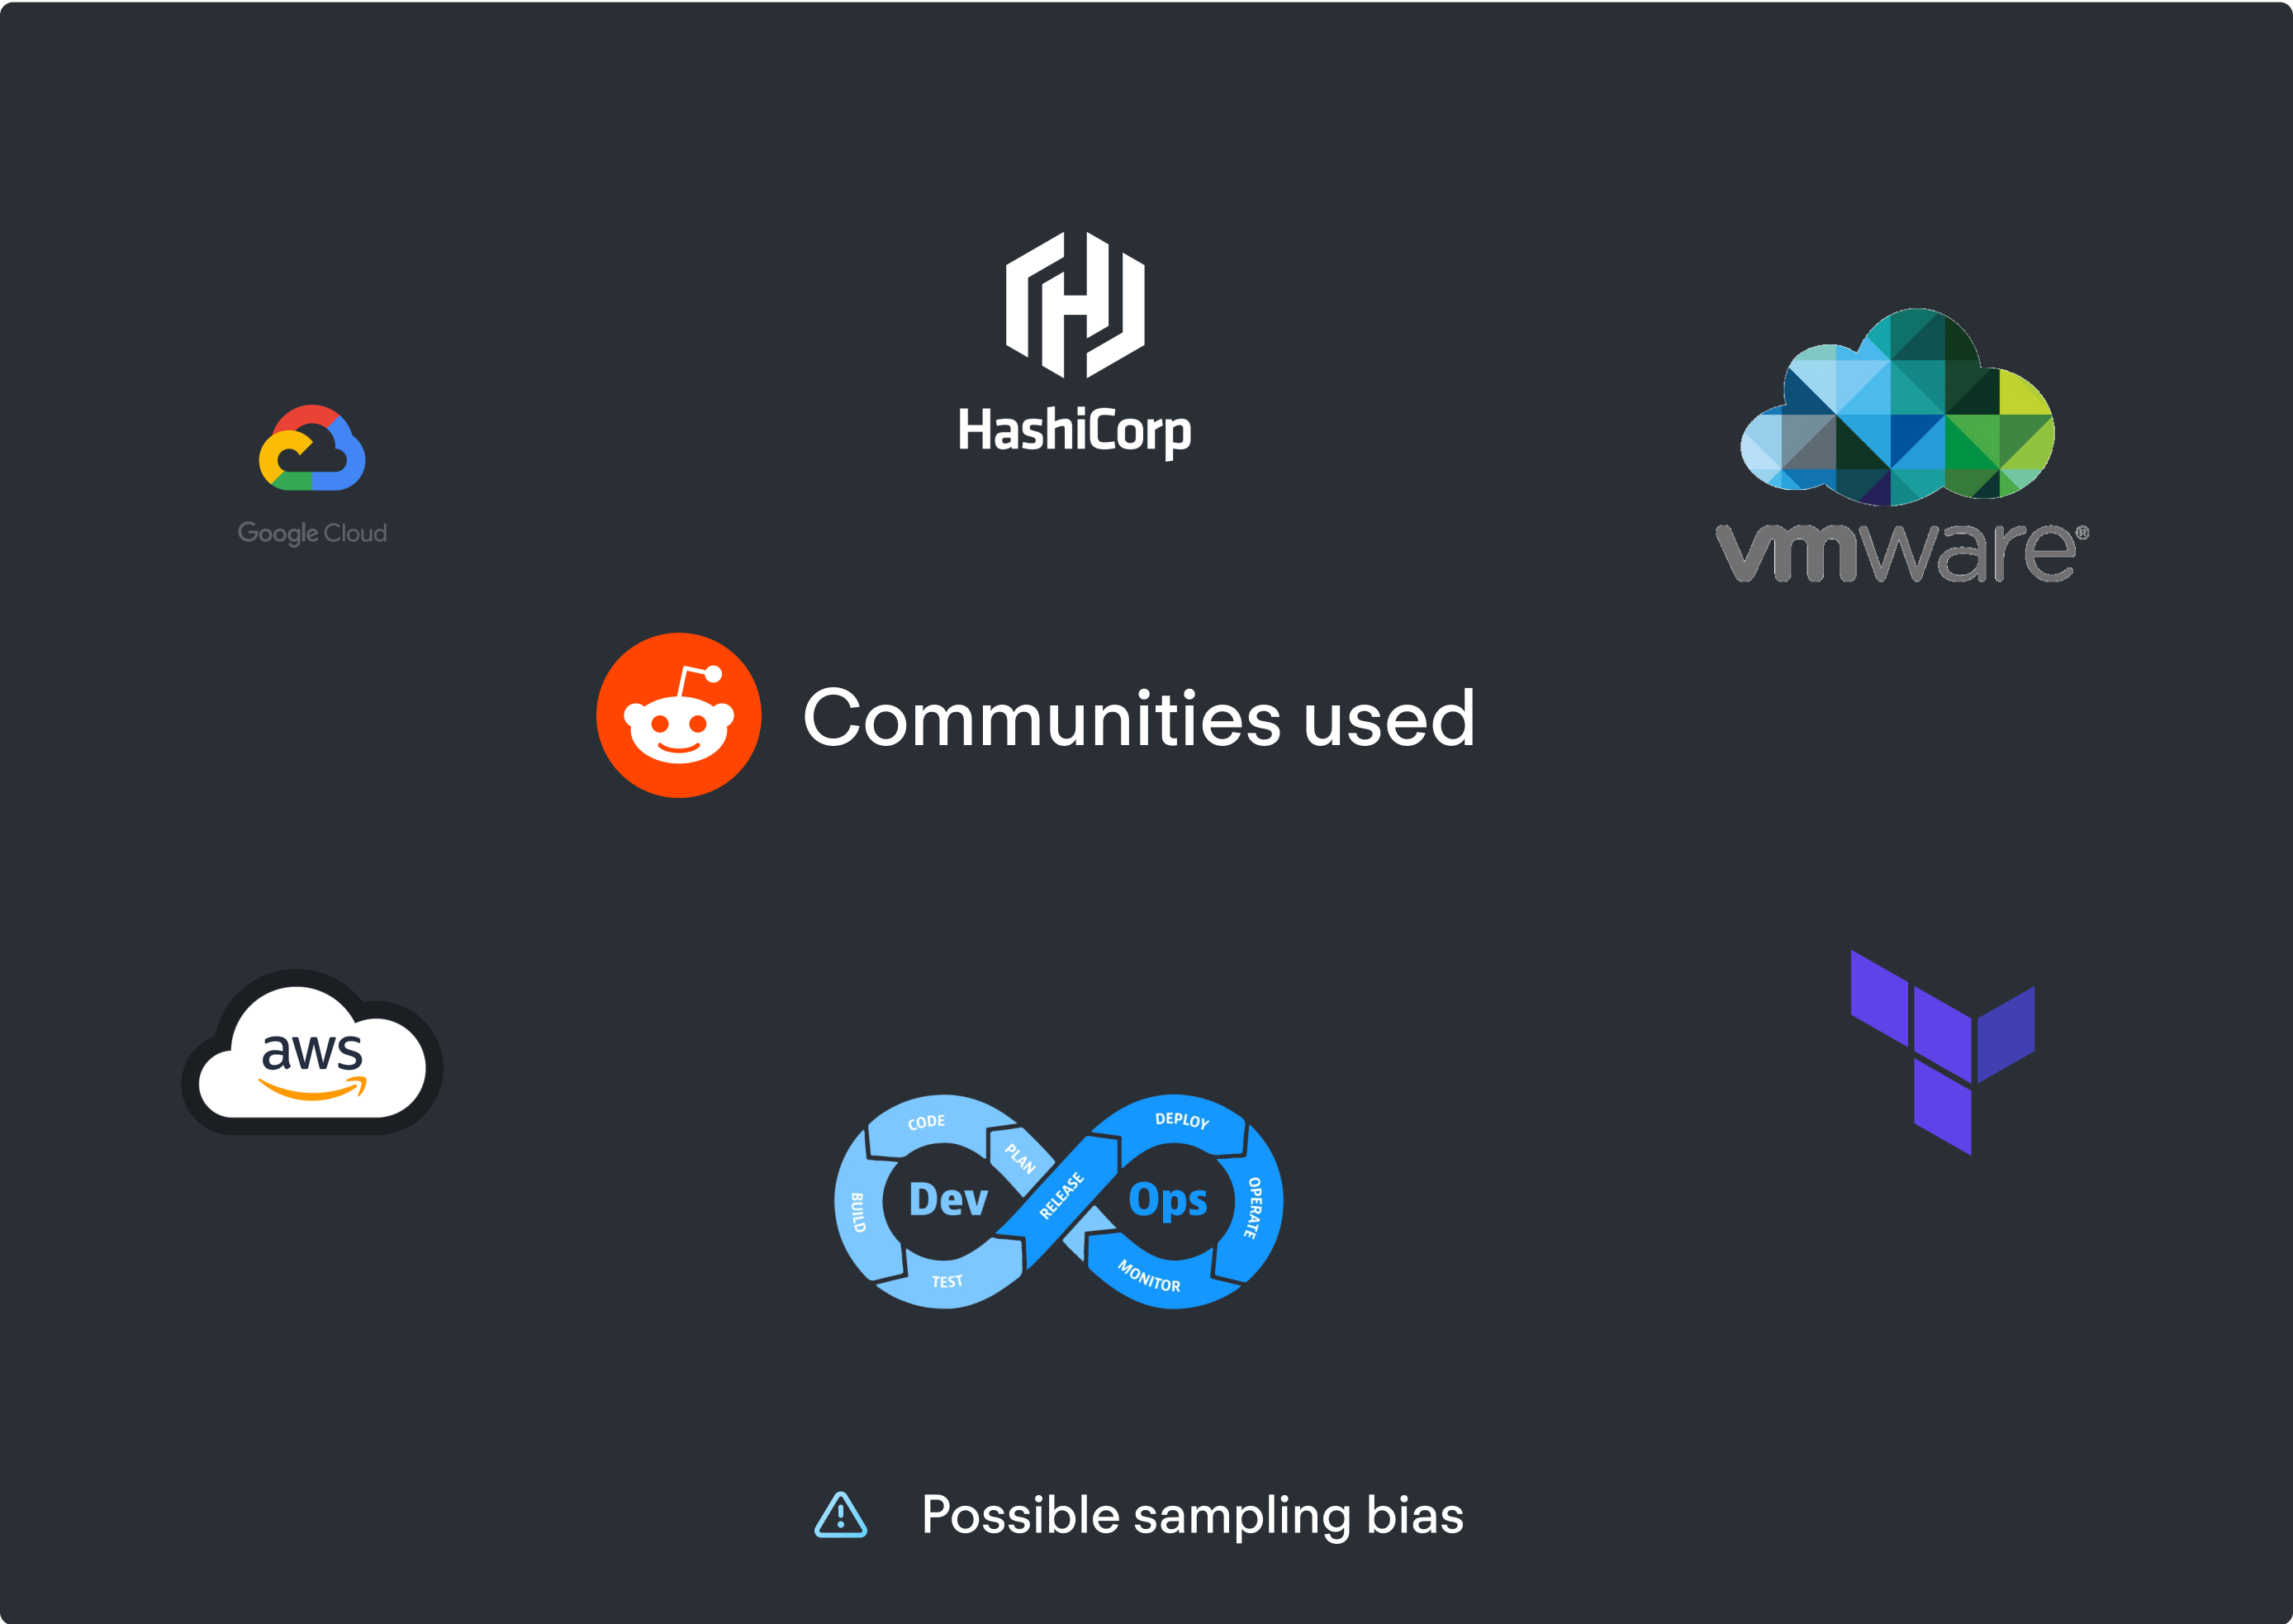 HashiCorp
Google Cloud
vmware®
Communities used
aws
CODE
PLAN
BUILD
Dev
TEST
RELEASE
DEPLOY
Ops
OPERATE
MONITOR
Possible sampling bias